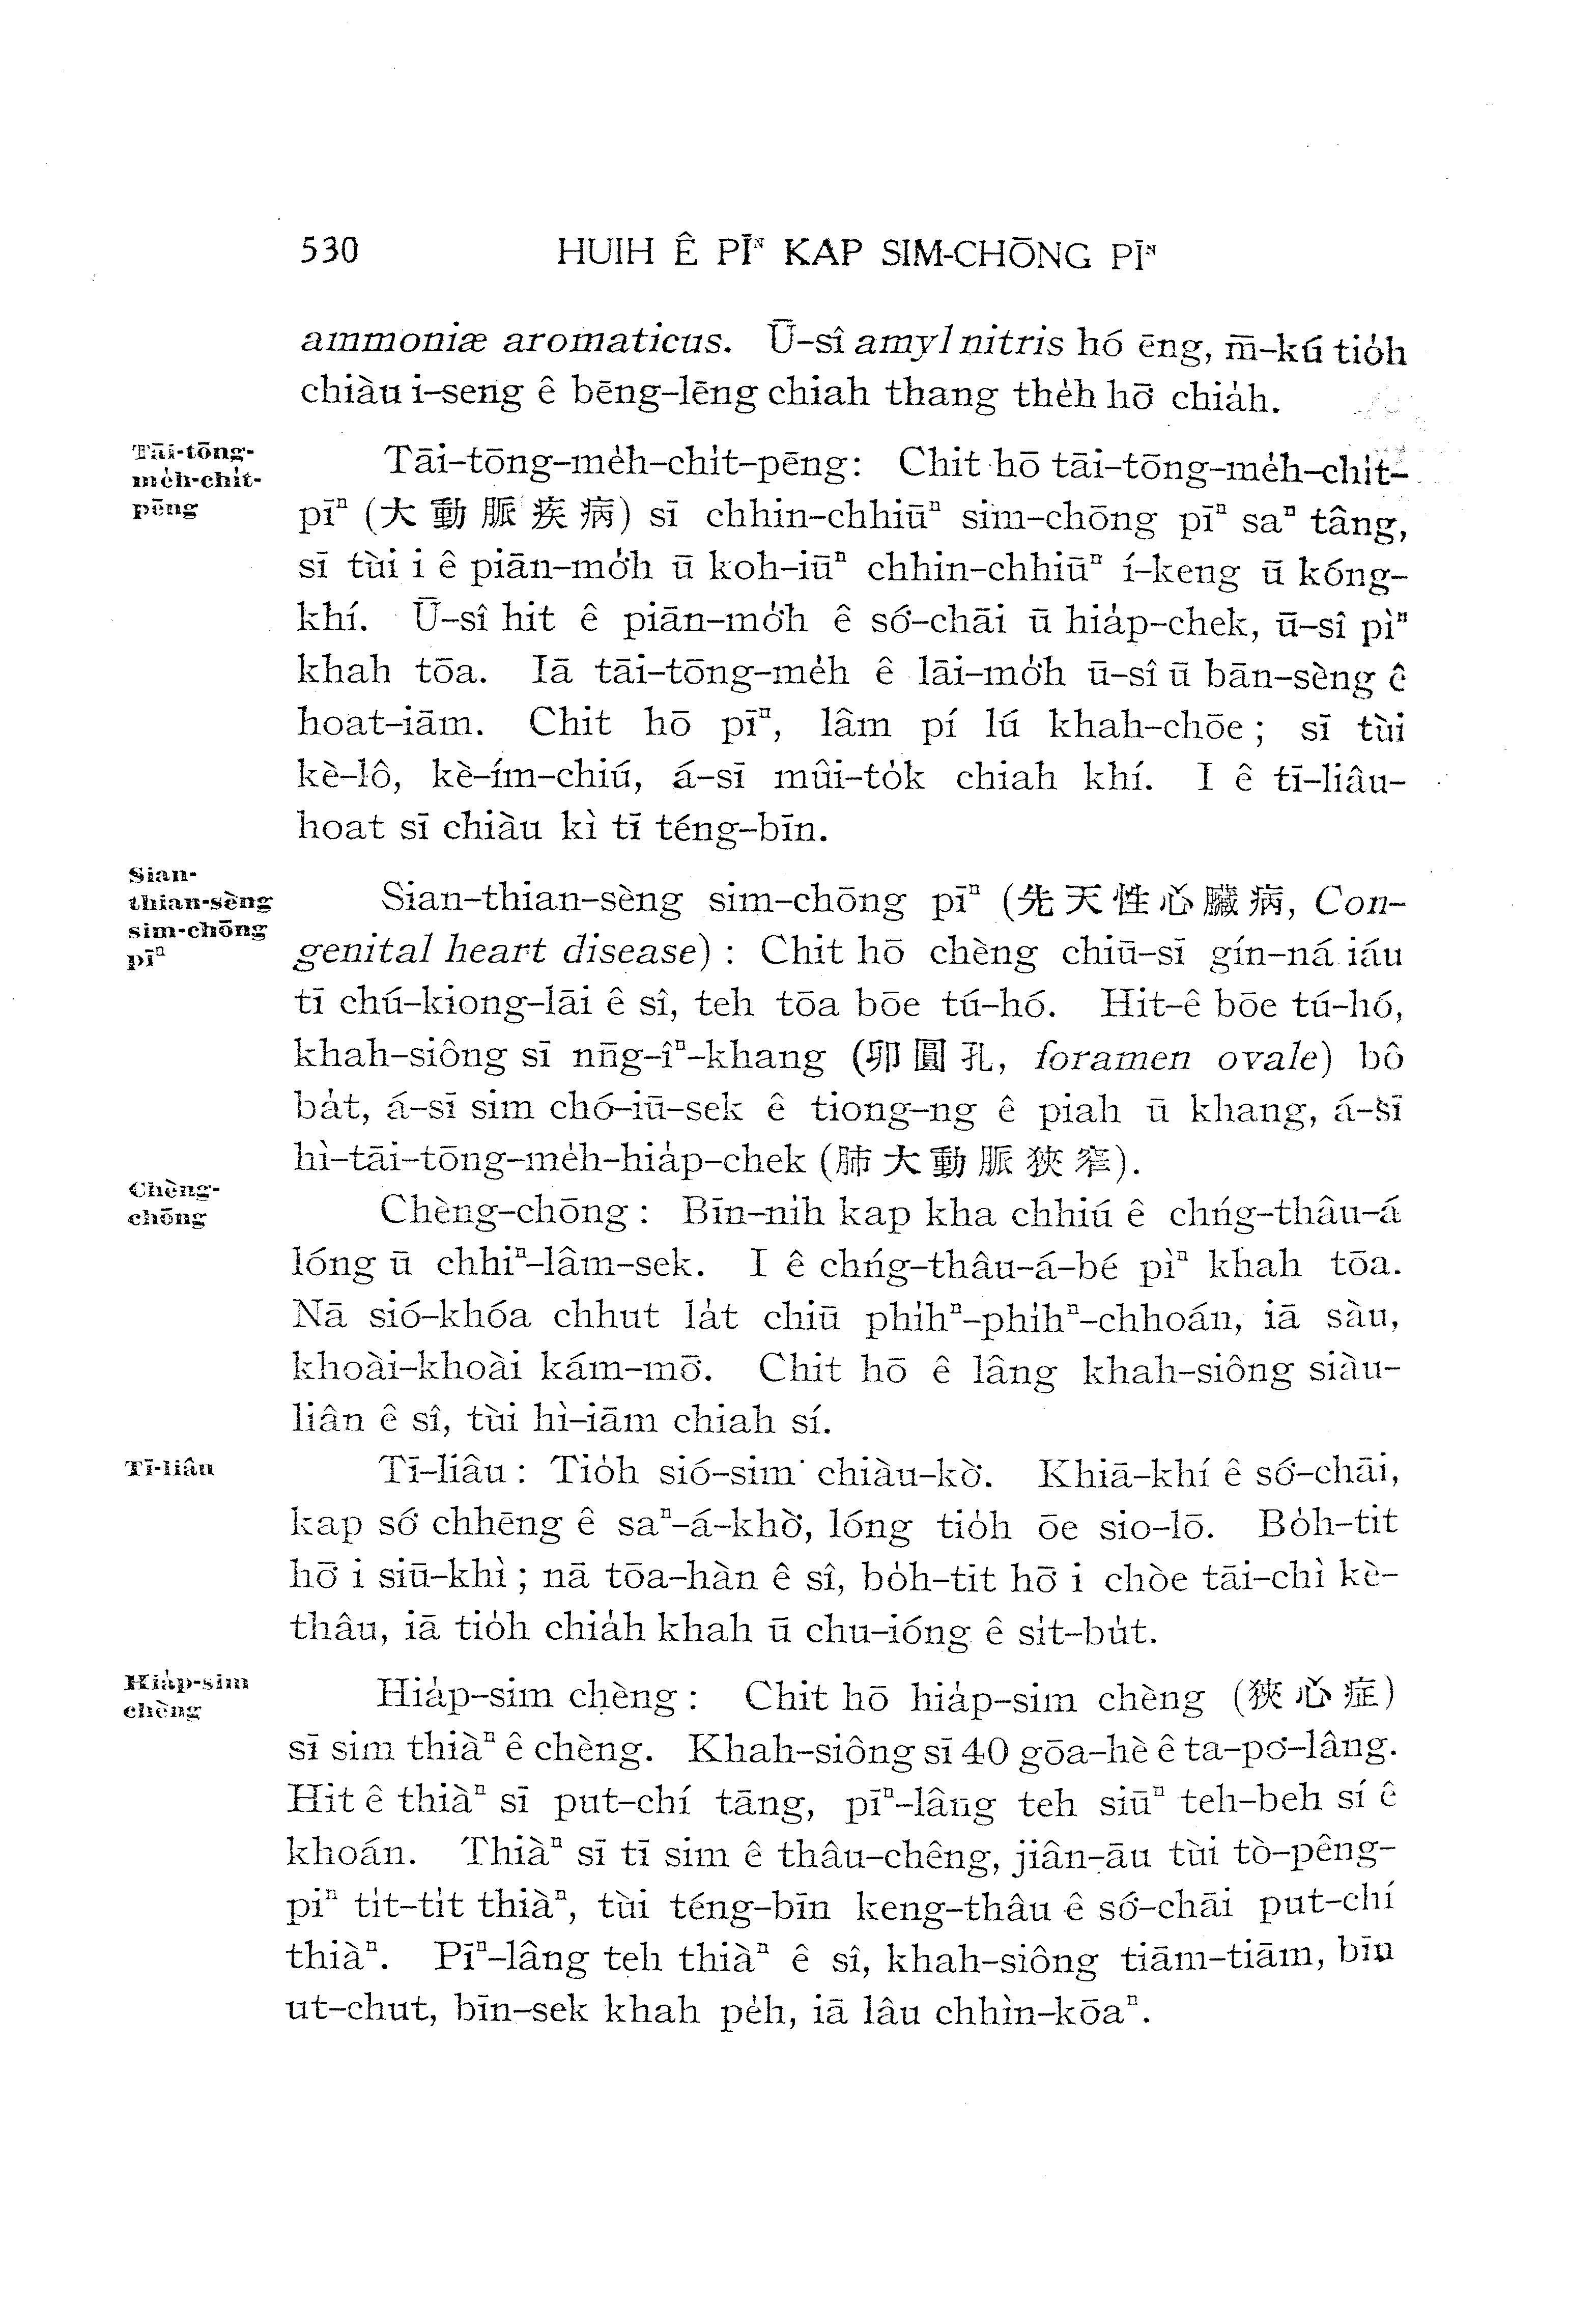 530 HUIH Ê PĪᴺ KAP SIM-CHŌNG PĪᴺ
ammoniæ aromaticus. Ū-sî amyl nitris hó ēng, m̄-kú tio̍h
chiàu i-seng ê bēng-lēng chiah thang the̍h hō͘ chia̍h.
Tāi-tōng-
me̍h-chi̍t-
pēng
Tāi-tōng-me̍h-chi̍t-pēng: Chit hō tāi-tōng-me̍h-chi̍t-
pīⁿ (大動脈疾病) sī chhin-chhiūⁿ sim-chōng pīⁿ saⁿ tâng,
sī tùi i ê piān-mo̍͘h ū koh-iūⁿ chhin-chhiūⁿ í-keng ū kóng-
khí. Ū-sî hit ê piān-mo̍͘h ê só͘-chāi ū hia̍p-chek, ū-sî pìⁿ
khah tōa. Iā tāi-tōng-me̍h ê lāi-mo̍͘h ū-sî ū bān-sèng ê
hoat-iām. Chit hō pīⁿ, lâm pí lú khah-chōe; sī tùi
kè-lô, kè-ím-chiú, á-sī mûi-to̍k chiah khí. I ê tī-liâu-
hoat sī chiàu kì tī téng-bīn.
Sian-
thian-sèng
sim-chōng
pīⁿ
Sian-thian-sèng sim-chōng pīⁿ (先天性心臟病, Con-
genital heart disease): Chit hō chèng chiū-sī gín-ná iáu
tī chú-kiong-lāi ê sî, teh tōa bōe tú-hó. Hit-ê bōe tú-hó,
khah-siông sī nn̄g-îⁿ-khang (卵圓孔, foramen ovale) bô
ba̍t, á-sī sim chó-iū-sek ê tiong-ng ê piah ū khang, á-sī
hì-tāi-tōng-me̍h-hia̍p-chek (肺大動脈狹窄).
Chèng-
chōng
Chèng-chōng: Bīn-nih kap kha chhiú ê chńg-thâu-á
lóng ū chhiⁿ-lâm-sek. I ê chńg-thâu-á-bé pìⁿ khah tōa.
Nā sió-khóa chhut la̍t chiū phi̍hⁿ-phi̍hⁿ-chhoán, iā sàu,
khoài-khoài kám-mō͘. Chit hō ê lâng khah-siông siàu-
liân ê sî, tùi hì-iām chiah sí.
Tī-liâu
Tī-liâu: Tio̍h sió-sim chiàu-kò͘. Khiā-khí ê só͘-chāi,
kap só͘ chhēng ê saⁿ-á-khò͘, lóng tio̍h ōe sio-lō. Bo̍h-tit
hō͘ i siū-khì; nā tōa-hàn ê sî, bo̍h-tit hō͘ i chòe tāi-chì kè-
thâu, iā tio̍h chia̍h khah ū chu-ióng ê si̍t-bu̍t.
Hia̍p-sim
chèng
Hia̍p-sim chèng: Chit hō hia̍p-sim chèng (狹心症)
sī sim thiàⁿ ê chèng. Khah-siông sī 40 gōa-hè ê ta-po͘-lâng.
Hit ê thiàⁿ sī put-chí tāng, pīⁿ-lâng teh siūⁿ teh-beh sí ê
khoán. Thiàⁿ sī tī sim ê thâu-chêng, jiân-āu tùi tò-pêng-
piⁿ ti̍t-ti̍t thiàⁿ, tùi téng-bīn keng-thâu ê só͘-chāi put-chí
thiàⁿ. Pīⁿ-lâng teh thiàⁿ ê sî, khah-siông tiām-tiām, bīn
ut-chut, bīn-sek khah pe̍h, iā lâu chhìn-kōaⁿ.